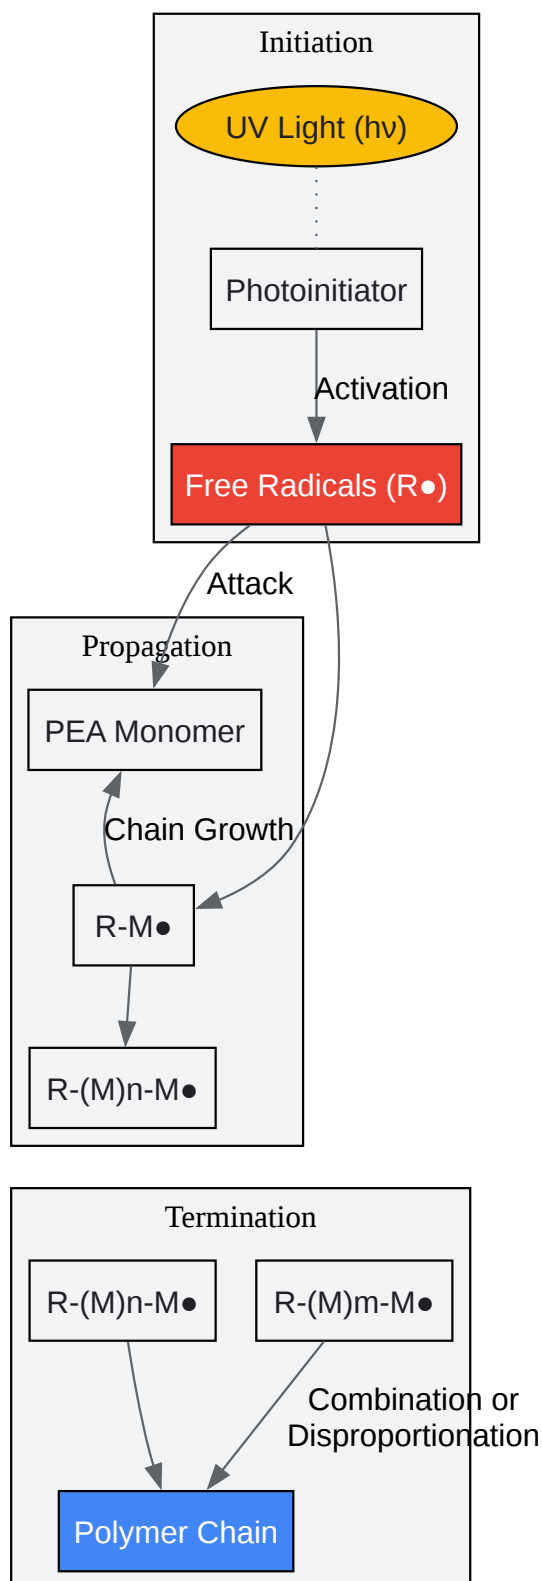 Initiation
UV Light (hν)
Photoinitiator
Activation
Free Radicals (R●)
Attack
Propagation
PEA Monomer
Chain Growth
R-M●
R-(M)n-M●
Termination
R-(M)n-M●
R-(M)m-M●
Combination or
Disproportionation
Polymer Chain